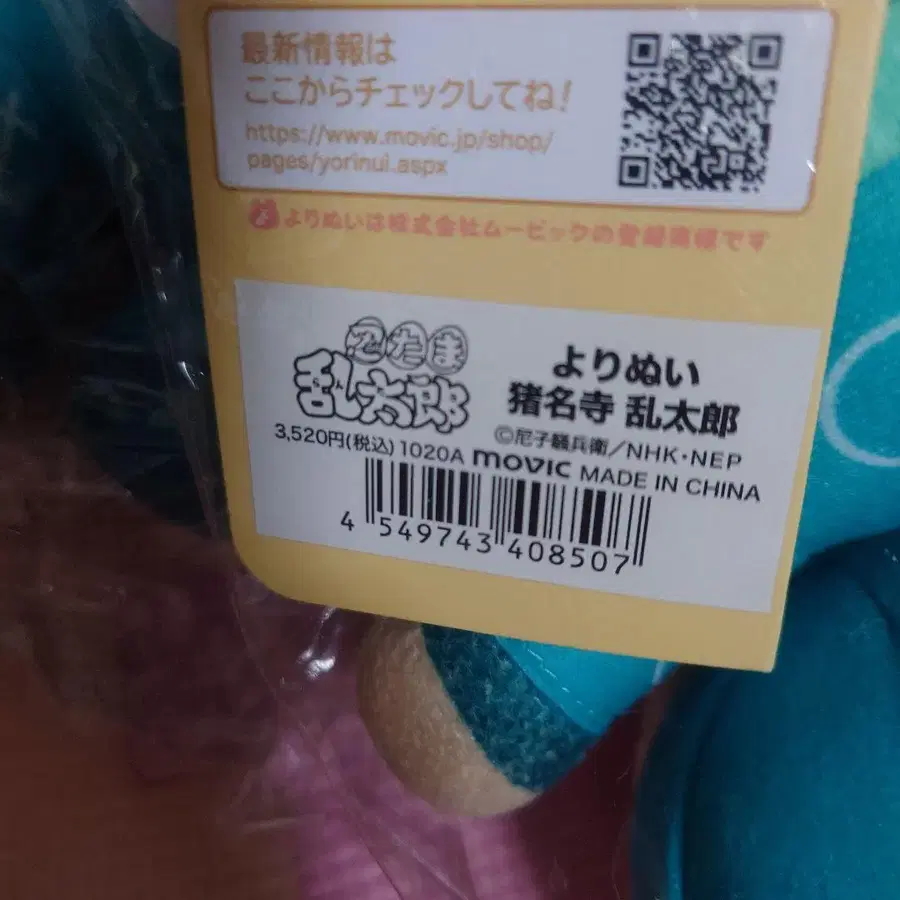 最新情報は
ここからチェックしてね!
https://www.movic.jp/shop/
pages/yorinui.aspx
よりぬいは株式会社ムービックの登録商標です
忍たま
乱太郎
らん
よりぬい
猪名寺 乱太郎
©尼子騒兵衛/NHK・NEP
3,520円(税込) 1020A movic MADE IN CHINA
4 549743 408507